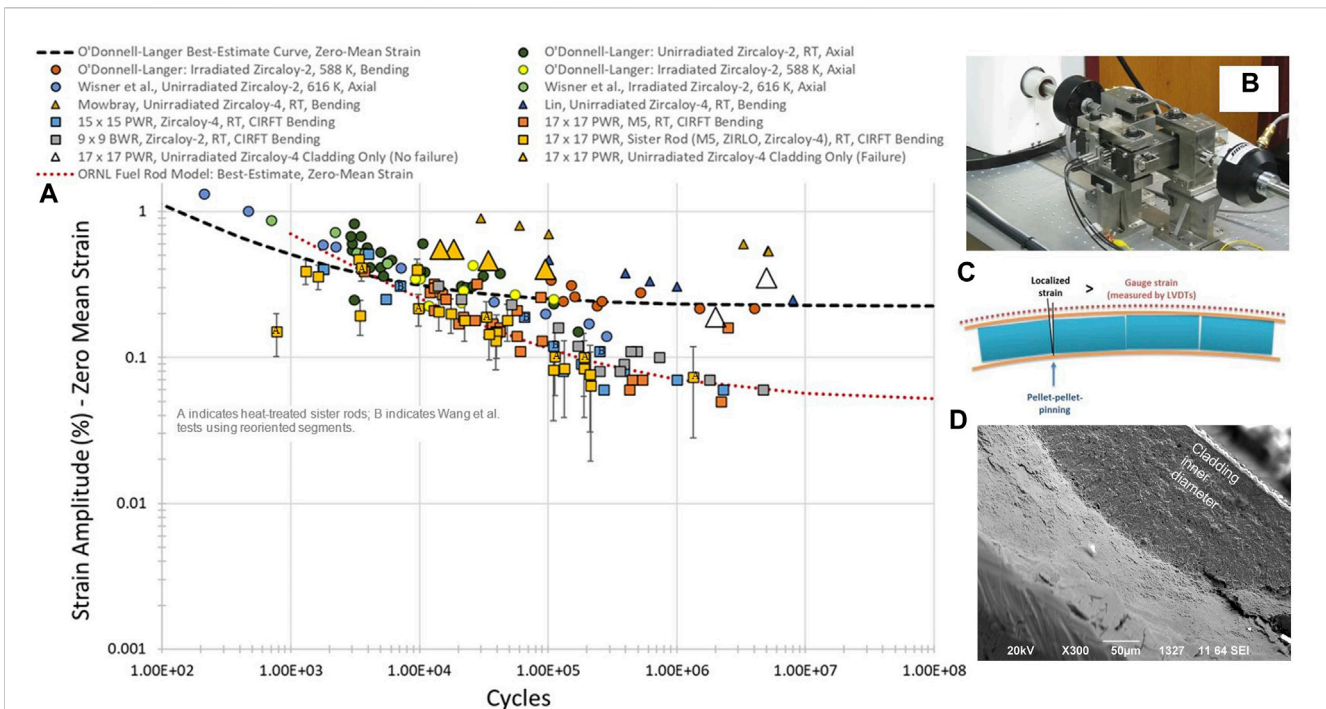 O'Donnell-Langer Best-Estimate Curve, Zero-Mean Strain
O'Donnell-Langer: Unirradiated Zircaloy-2, RT, Axial
O'Donnell-Langer: Irradiated Zircaloy-2, 588 K, Bending
O'Donnell-Langer: Irradiated Zircaloy-2, 588 K, Axial
Wisner et al., Unirradiated Zircaloy-2, 616 K, Axial
Wisner et al., Irradiated Zircaloy-2, 616 K, Axial
Mowbray, Unirradiated Zircaloy-4, RT, Bending
Lin, Unirradiated Zircaloy-4, RT, Bending
15 x 15 PWR, Zircaloy-4, RT, CIRFT Bending
17 x 17 PWR, M5, RT, CIRFT Bending
9 x 9 BWR, Zircaloy-2, RT, CIRFT Bending
17 x 17 PWR, Sister Rod (M5, ZIRLO, Zircaloy-4), RT, CIRFT Bending
17 x 17 PWR, Unirradiated Zircaloy-4 Cladding Only (No failure)
17 x 17 PWR, Unirradiated Zircaloy-4 Cladding Only (Failure)
ORNL Fuel Rod Model: Best-Estimate, Zero-Mean Strain
A
Strain Amplitude (%) - Zero Mean Strain
1
0.1
0.01
0.001
A indicates heat-treated sister rods; B indicates Wang et al.
tests using reoriented segments.
1.00E+02
1.00E+03
1.00E+04
1.00E+05
1.00E+06
1.00E+07
1.00E+08
Cycles
B
C
Localized
strain
>
Gauge strain
(measured by LVDTs)
Pellet-pellet-
pinning
D
Cladding
inner
diameter
20kV X300 50µm 1327 11 64 SEI